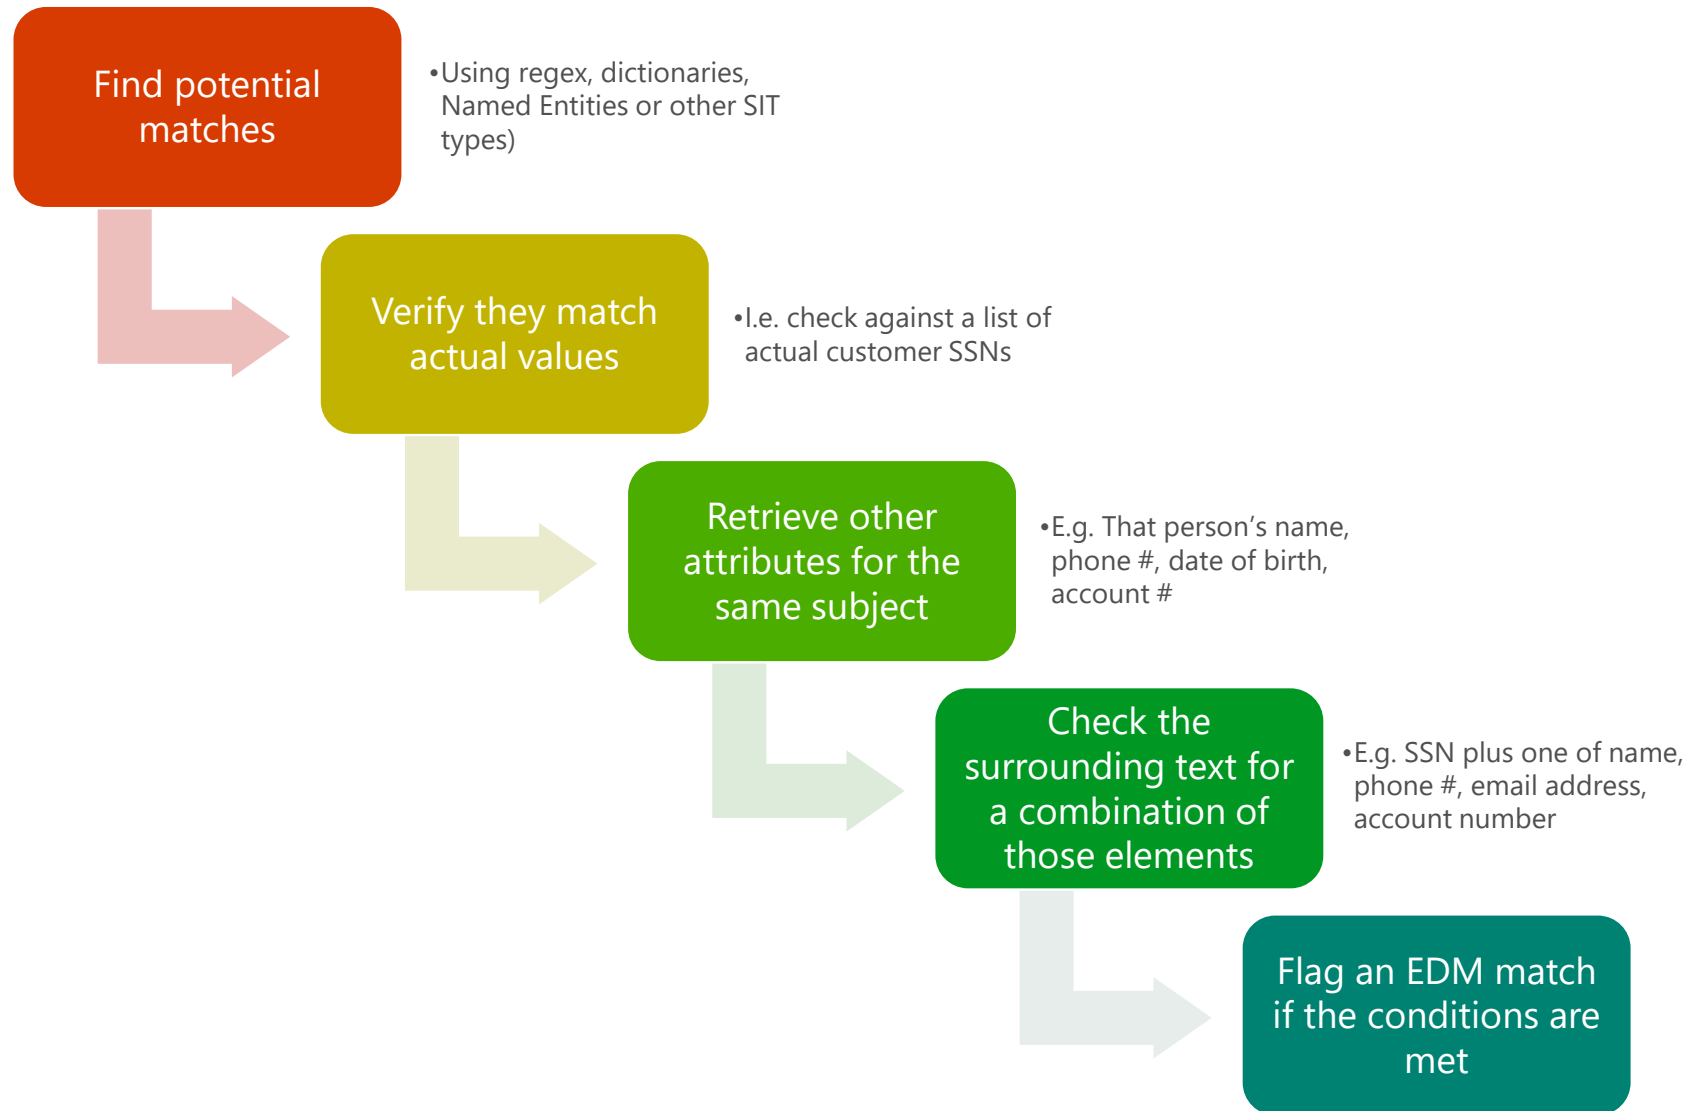 Find potential
matches
•Using regex, dictionaries,
Named Entities or other SIT
types)
Verify they match
actual values
•I.e. check against a list of
actual customer SSNs
Retrieve other
attributes for the
same subject
•E.g. That person’s name,
phone #, date of birth,
account #
Check the
surrounding text for
a combination of
those elements
•E.g. SSN plus one of name,
phone #, email address,
account number
Flag an EDM match
if the conditions are
met